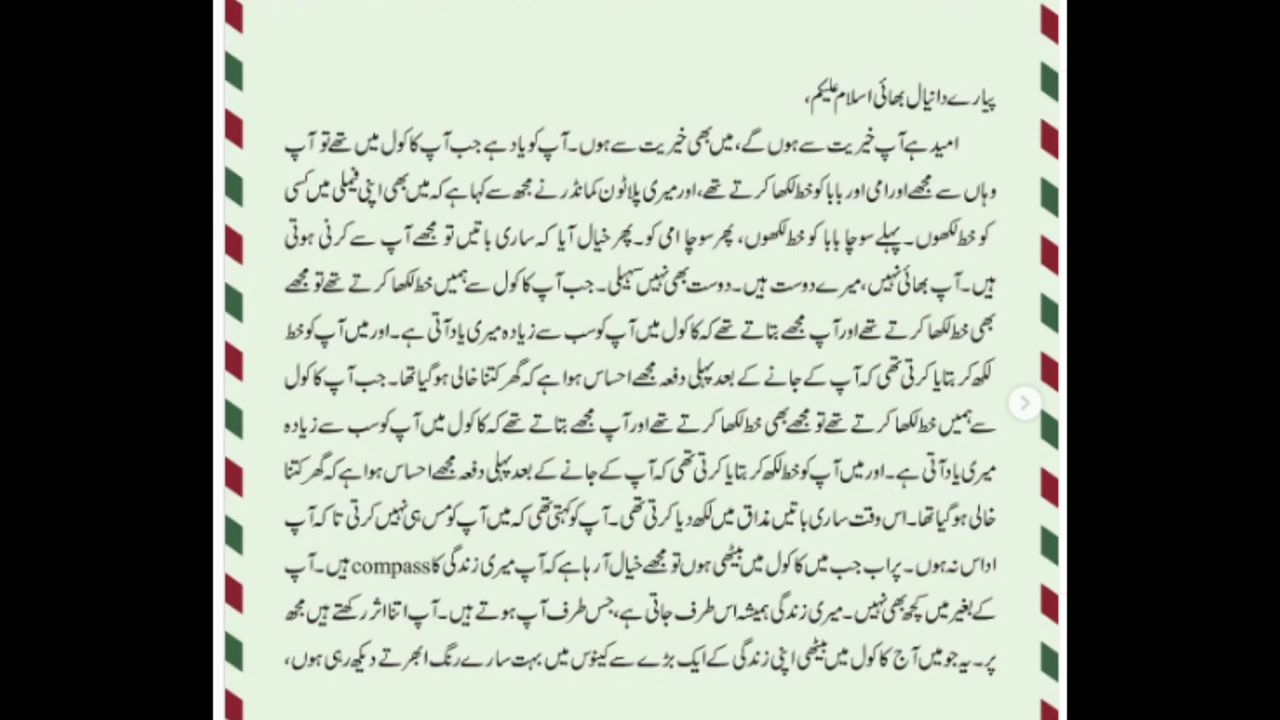 پیارے دانیال بھائی اسلام علیکم،
امید ہے آپ خیریت سے ہوں گے، میں بھی خیریت سے ہوں۔ آپ کو یاد ہے جب آپ کاکول میں تھے تو آپ
وہاں سے مجھے اور امی اور بابا کو خط لکھا کرتے تھے، اور میری پلاٹون کمانڈر نے مجھ سے کہا ہے کہ میں بھی اپنی فیملی میں کسی
کو خط لکھوں۔ پہلے سوچا بابا کو خط لکھوں، پھر سوچا امی کو۔ پھر خیال آیا کہ ساری باتیں تو مجھے آپ سے کرنی ہوتی
ہیں۔ آپ بھائی نہیں، میرے دوست ہیں۔ دوست بھی نہیں سہیلی۔ جب آپ کاکول سے ہمیں خط لکھا کرتے تھے تو مجھے
بھی خط لکھا کرتے تھے اور آپ مجھے بتاتے تھے کہ کاکول میں آپ کو سب سے زیادہ میری یاد آتی ہے۔ اور میں آپ کو خط
لکھ کر بتایا کرتی تھی کہ آپ کے جانے کے بعد پہلی دفعہ مجھے احساس ہوا ہے کہ گھر کتنا خالی ہو گیا تھا۔ جب آپ کاکول
سے ہمیں خط لکھا کرتے تھے تو مجھے بھی خط لکھا کرتے تھے اور آپ مجھے بتاتے تھے کہ کاکول میں آپ کو سب سے زیادہ
میری یاد آتی ہے۔ اور میں آپ کو خط لکھ کر بتایا کرتی تھی کہ آپ کے جانے کے بعد پہلی دفعہ مجھے احساس ہوا ہے کہ گھر کتنا
خالی ہو گیا تھا۔ اس وقت ساری باتیں مذاق میں لکھ دیا کرتی تھی۔ آپ کو کہتی تھی کہ میں آپ کو مِس ہی نہیں کرتی تاکہ آپ
اداس نہ ہوں۔ پر اب جب میں کاکول میں بیٹھی ہوں تو مجھے خیال آ رہا ہے کہ آپ میری زندگی کا compass ہیں۔ آپ
کے بغیر میں کچھ بھی نہیں۔ میری زندگی ہمیشہ اس طرف جاتی ہے، جس طرف آپ ہوتے ہیں۔ آپ اتنا اثر رکھتے ہیں مجھ
پر۔ یہ جو میں آج کاکول میں بیٹھی اپنی زندگی کے ایک بڑے سے کینوس میں بہت سارے رنگ ابھرتے دیکھ رہی ہوں،